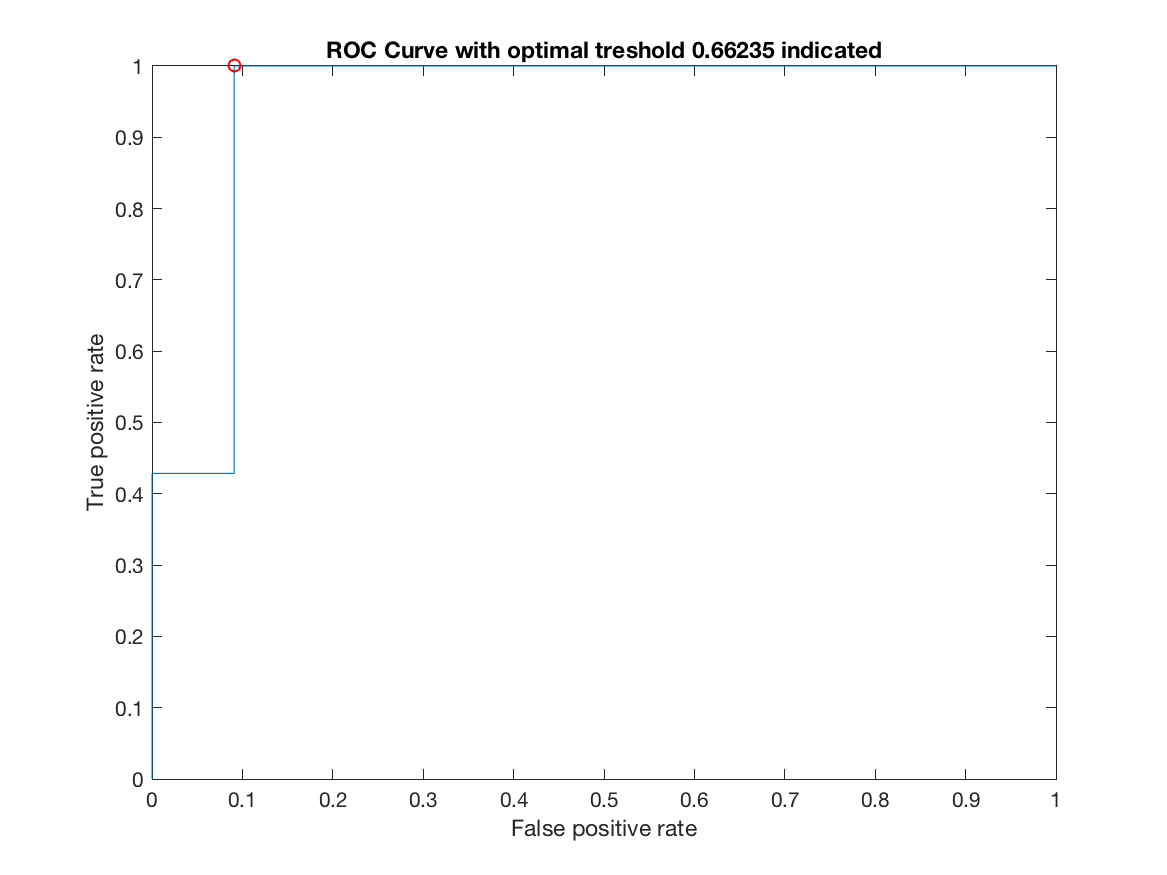 ROC Curve with optimal treshold 0.66235 indicated
1
0.9
0.8
0.7
0.6
0.5
0.4
0.3
0.2
0.1
0
True positive rate
0 0.1 0.2 0.3 0.4 0.5 0.6 0.7 0.8 0.9 1
False positive rate